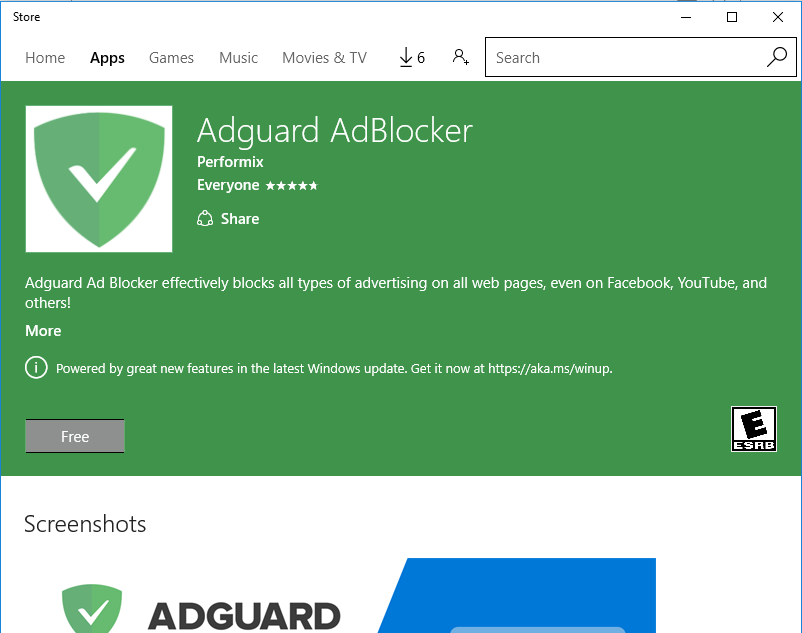 Store
Home Apps Games Music Movies & TV 6 Search
Adguard AdBlocker
Performix
Everyone
Share
Adguard Ad Blocker effectively blocks all types of advertising on all web pages, even on Facebook, YouTube, and
others!
More
Powered by great new features in the latest Windows update. Get it now at https://aka.ms/winup.
Free
E
ESRB
Screenshots
ADGUARD